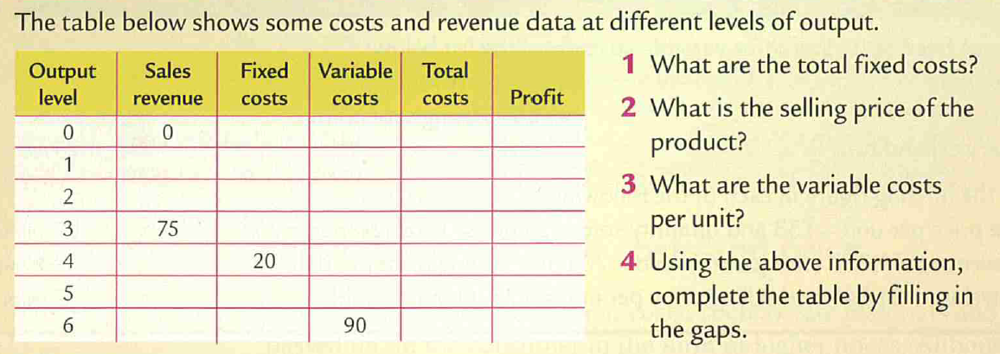 The table below shows some costs and revenue data at different levels of output.
Output level Sales revenue Fixed costs Variable costs Total costs Profit
0 0
1
2
3 75
4 20
5
6 90
1 What are the total fixed costs?
2 What is the selling price of the
product?
3 What are the variable costs
per unit?
4 Using the above information,
complete the table by filling in
the gaps.